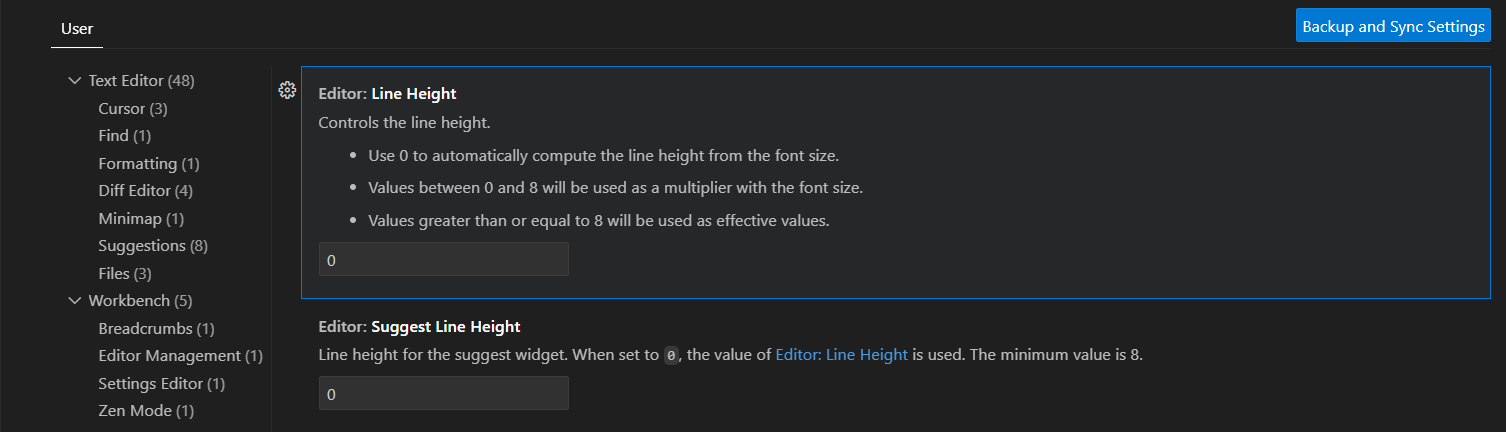 User
Backup and Sync Settings
Text Editor (48)
Cursor (3)
Find (1)
Formatting (1)
Diff Editor (4)
Minimap (1)
Suggestions (8)
Files (3)
Workbench (5)
Breadcrumbs (1)
Editor Management (1)
Settings Editor (1)
Zen Mode (1)
Editor: Line Height
Controls the line height.
• Use 0 to automatically compute the line height from the font size.
• Values between 0 and 8 will be used as a multiplier with the font size.
• Values greater than or equal to 8 will be used as effective values.
0
Editor: Suggest Line Height
Line height for the suggest widget. When set to 0, the value of Editor: Line Height is used. The minimum value is 8.
0